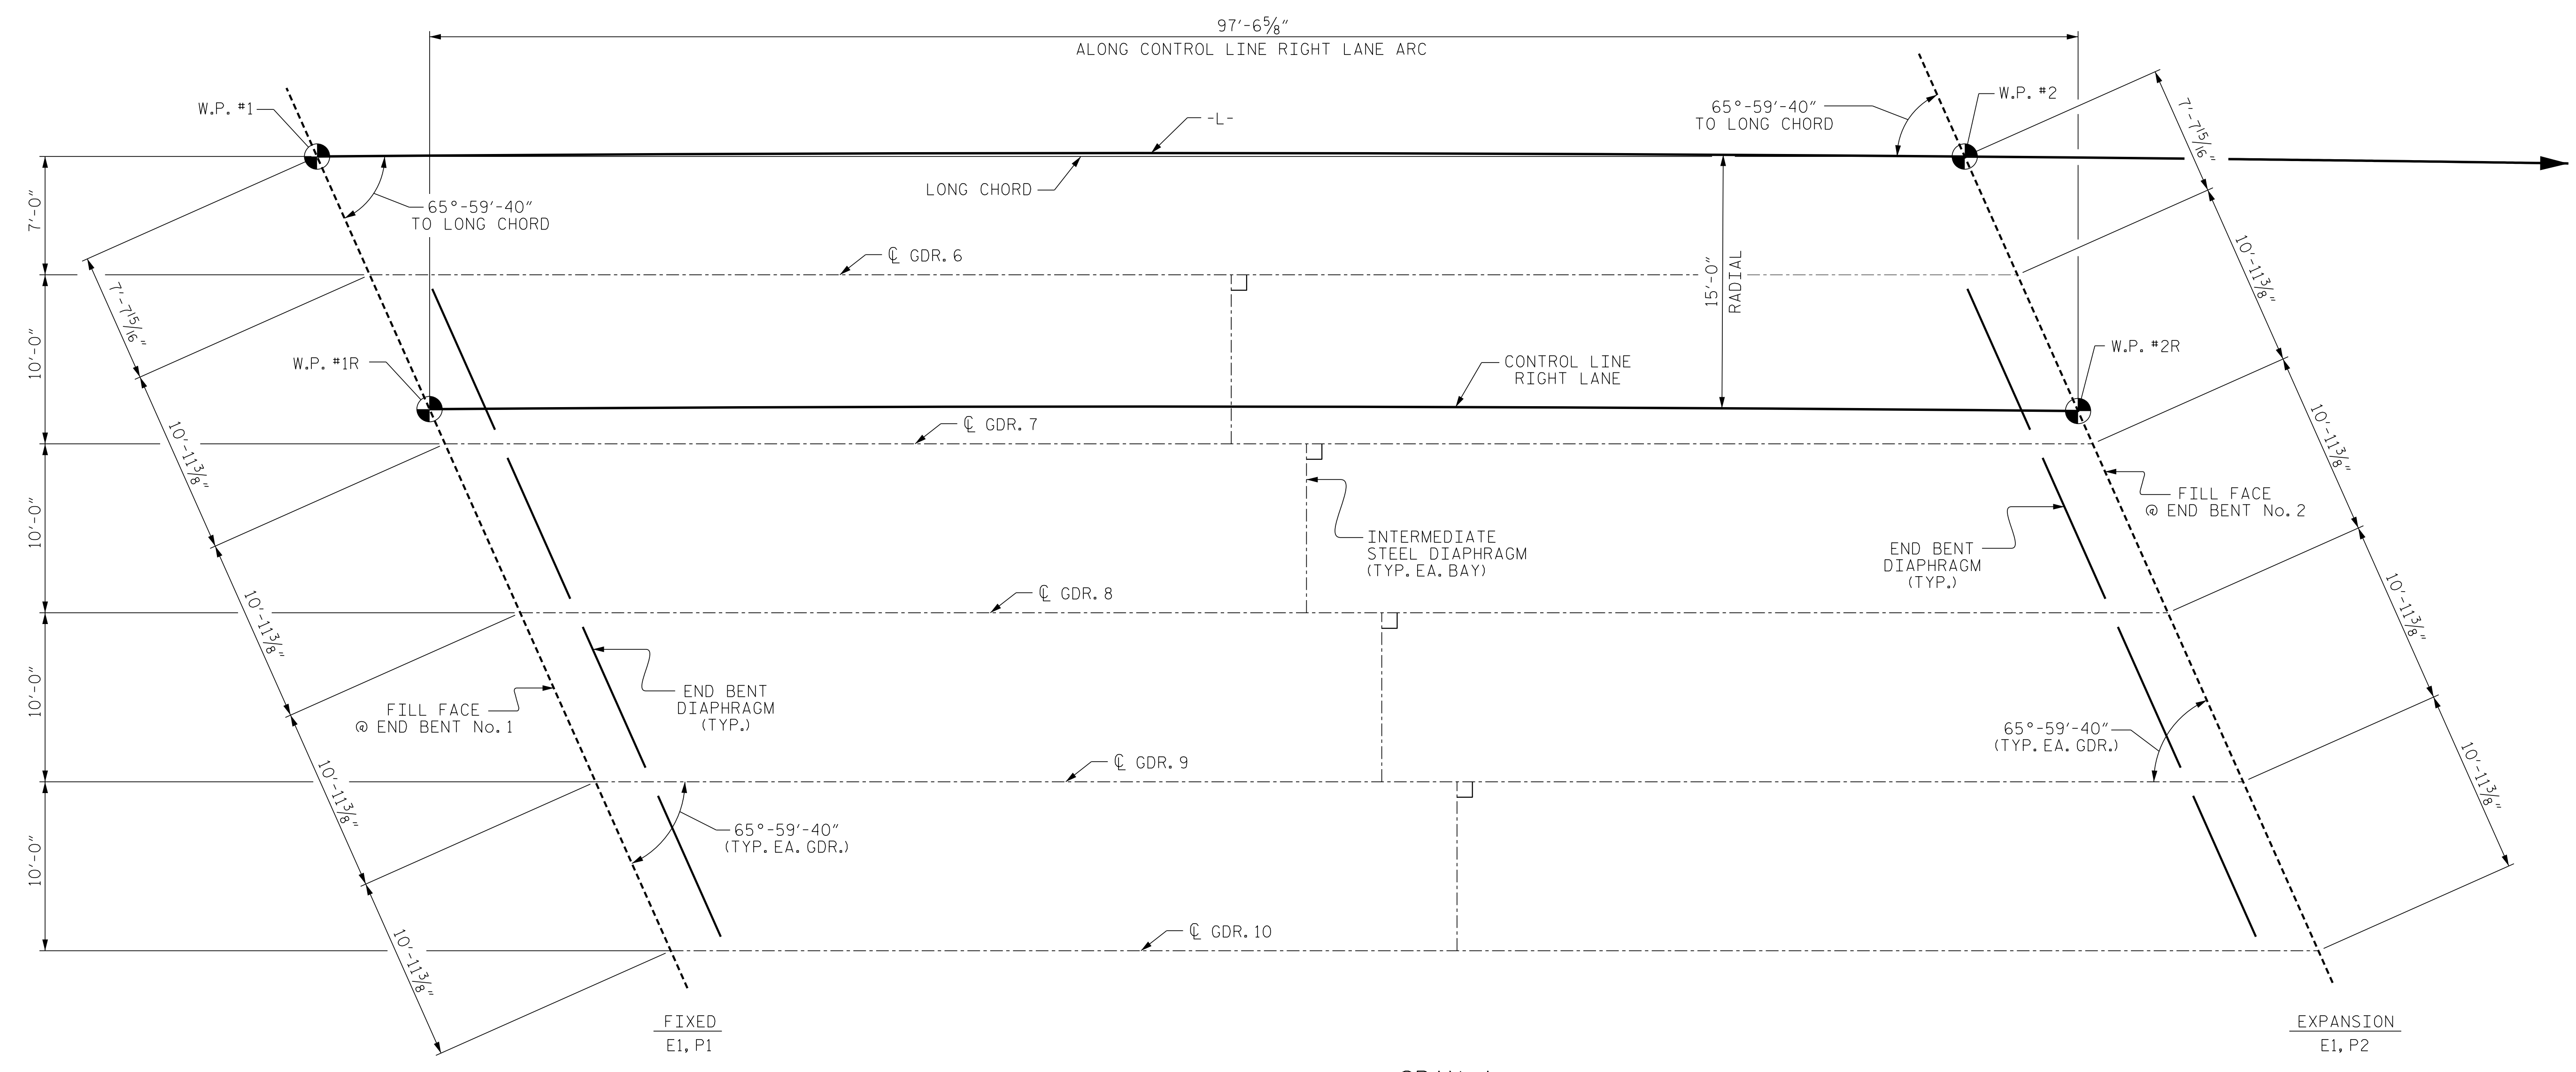 97'-6⅝"
ALONG CONTROL LINE RIGHT LANE ARC
W.P. #1
-L-
65°-59'-40"
TO LONG CHORD
W.P. #2
7'-7¹⁵⁄₁₆"
LONG CHORD
65°-59'-40"
TO LONG CHORD
7'-0"
℄ GDR. 6
10'-11⅜"
15'-0"
RADIAL
7'-7¹⁵⁄₁₆"
10'-0"
W.P. #1R
CONTROL LINE
RIGHT LANE
W.P. #2R
℄ GDR. 7
10'-11⅜"
10'-11⅜"
10'-0"
INTERMEDIATE
STEEL DIAPHRAGM
(TYP. EA. BAY)
FILL FACE
@ END BENT No. 2
END BENT
DIAPHRAGM
(TYP.)
℄ GDR. 8
10'-11⅜"
10'-11⅜"
10'-0"
END BENT
DIAPHRAGM
(TYP.)
FILL FACE
@ END BENT No. 1
65°-59'-40"
(TYP. EA. GDR.)
℄ GDR. 9
10'-11⅜"
10'-11⅜"
10'-0"
65°-59'-40"
(TYP. EA. GDR.)
℄ GDR. 10
10'-11⅜"
FIXED
E1, P1
EXPANSION
E1, P2